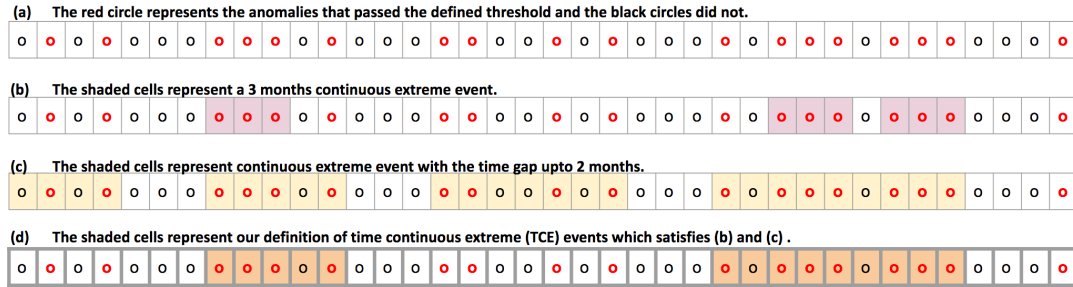 (a) The red circle represents the anomalies that passed the defined threshold and the black circles did not.
o o o o o o o o o o o o o o o o o o o o o o o o o o o o o o o o o o o o o o
(b) The shaded cells represent a 3 months continuous extreme event.
o o o o o o o o o o o o o o o o o o o o o o o o o o o o o o o o o o o o o o
(c) The shaded cells represent continuous extreme event with the time gap upto 2 months.
o o o o o o o o o o o o o o o o o o o o o o o o o o o o o o o o o o o o o o
(d) The shaded cells represent our definition of time continuous extreme (TCE) events which satisfies (b) and (c) .
o o o o o o o o o o o o o o o o o o o o o o o o o o o o o o o o o o o o o o